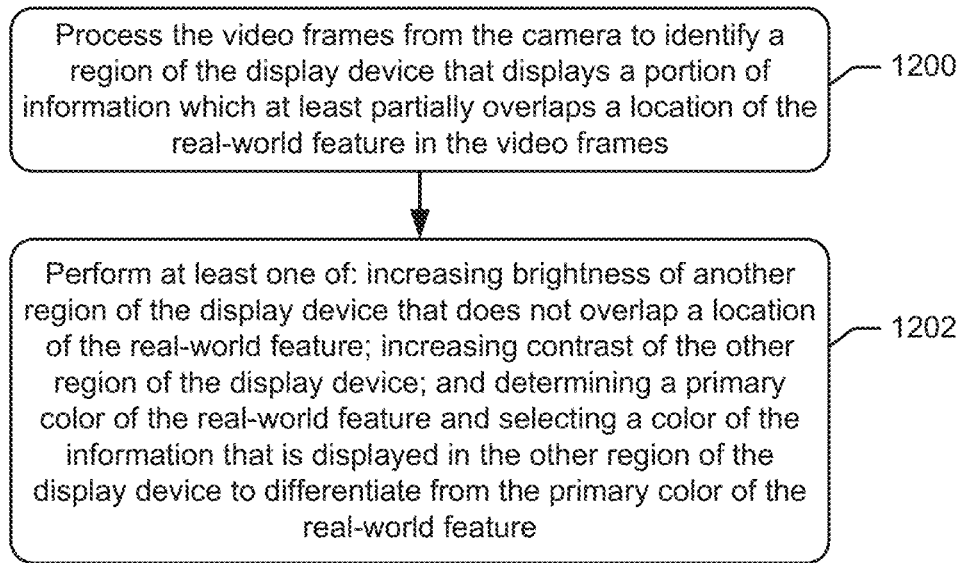 Process the video frames from the camera to identify a
region of the display device that displays a portion of
information which at least partially overlaps a location of the
real-world feature in the video frames
1200
Perform at least one of: increasing brightness of another
region of the display device that does not overlap a location
of the real-world feature; increasing contrast of the other
region of the display device; and determining a primary
color of the real-world feature and selecting a color of the
information that is displayed in the other region of the
display device to differentiate from the primary color of the
real-world feature
1202